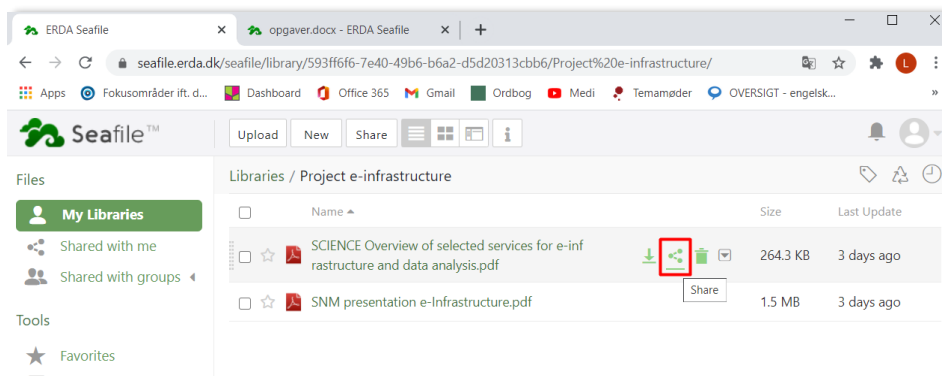 ERDA Seafile
opgaver.docx - ERDA Seafile
seafile.erda.dk/seafile/library/593ff6f6-7e40-49b6-b6a2-d5d20313cbb6/Project%20e-infrastructure/
L
Apps Fokusområder ift. d... Dashboard Office 365 Gmail Ordbog Medi Temamøder OVERSIGT - engelsk... »
Seafile™ Upload New Share
Files
Libraries / Project e-infrastructure
My Libraries
Shared with me
Shared with groups
Tools
Favorites
Name Size Last Update
SCIENCE Overview of selected services for e-inf
rastructure and data analysis.pdf
264.3 KB 3 days ago
Share
SNM presentation e-Infrastructure.pdf 1.5 MB 3 days ago